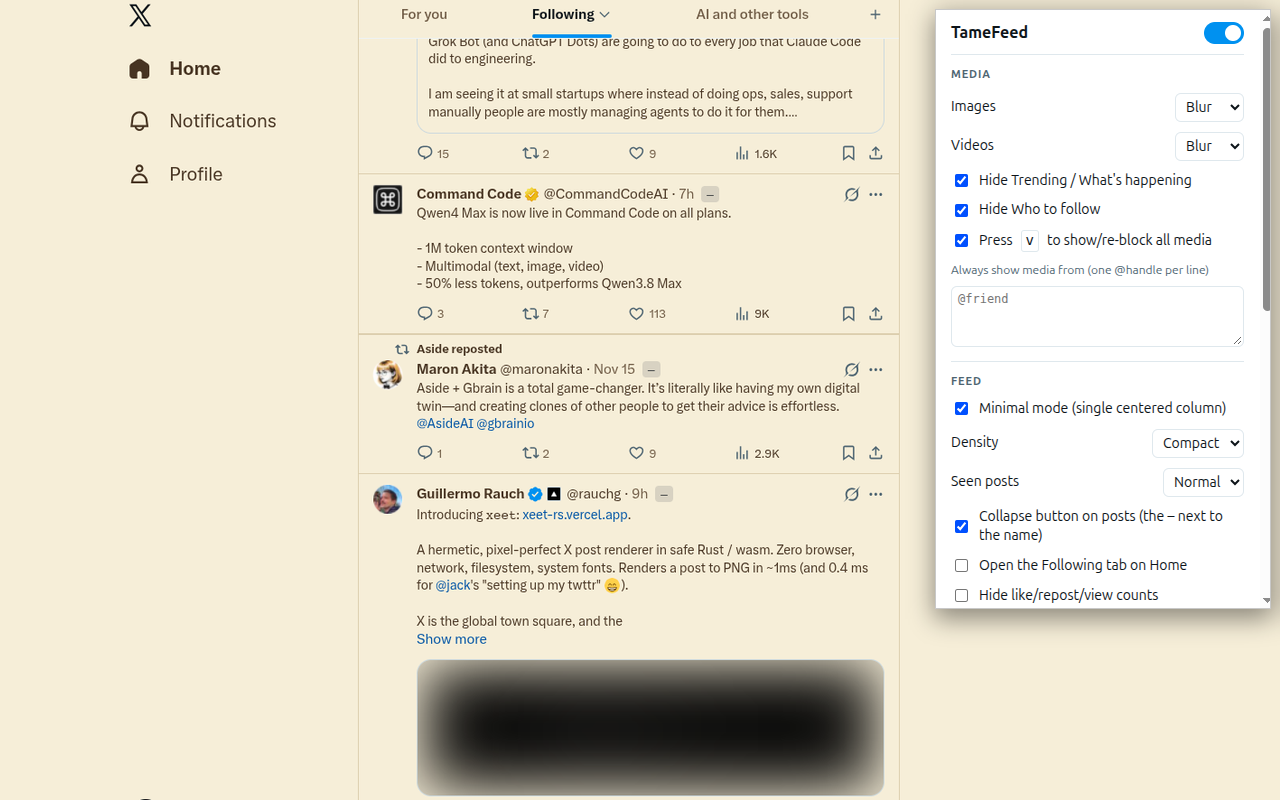 Home
Notifications
Profile
For you
Following
AI and other tools
Grok Bot (and ChatGPT Dots) are going to do to every job that Claude Code
did to engineering.
I am seeing it at small startups where instead of doing ops, sales, support
manually people are mostly managing agents to do it for them....
15 2 9 1.6K
Command Code @CommandCodeAI · 7h –
Qwen4 Max is now live in Command Code on all plans.
- 1M token context window
- Multimodal (text, image, video)
- 50% less tokens, outperforms Qwen3.8 Max
3 7 113 9K
Aside reposted
Maron Akita @maronakita · Nov 15 –
Aside + Gbrain is a total game-changer. It's literally like having my own digital
twin—and creating clones of other people to get their advice is effortless.
@AsideAI @gbrainio
1 2 9 2.9K
Guillermo Rauch @rauchg · 9h –
Introducing xeet: xeet-rs.vercel.app.
A hermetic, pixel-perfect X post renderer in safe Rust / wasm. Zero browser,
network, filesystem, system fonts. Renders a post to PNG in ~1ms (and 0.4 ms
for @jack's "setting up my twttr" 😁).
X is the global town square, and the
Show more
TameFeed
MEDIA
Images Blur
Videos Blur
Hide Trending / What's happening
Hide Who to follow
Press v to show/re-block all media
Always show media from (one @handle per line)
@friend
FEED
Minimal mode (single centered column)
Density Compact
Seen posts Normal
Collapse button on posts (the – next to
the name)
Open the Following tab on Home
Hide like/repost/view counts